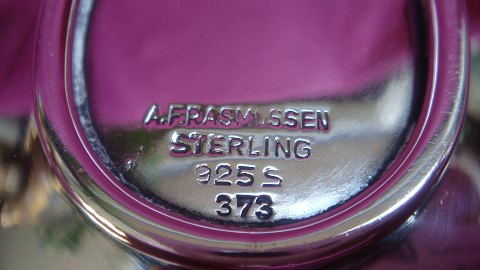 A.F.RASMUSSEN
STERLING
925 S
373